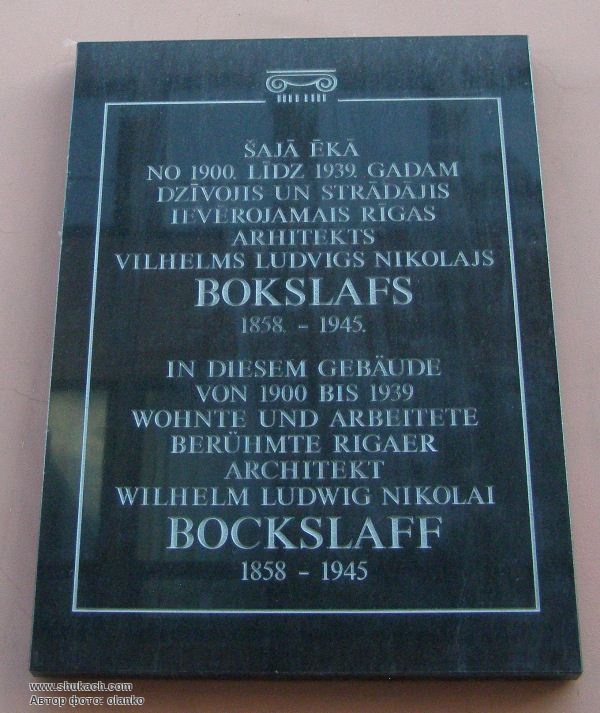 ŠAJĀ ĒKĀ
NO 1900. LĪDZ 1939. GADAM
DZĪVOJIS UN STRĀDĀJIS
IEVĒROJAMAIS RĪGAS
ARHITEKTS
VILHELMS LUDVIGS NIKOLAJS
BOKSLAFS
1858. - 1945.
IN DIESEM GEBÄUDE
VON 1900 BIS 1939
WOHNTE UND ARBEITETE
BERÜHMTE RIGAER
ARCHITEKT
WILHELM LUDWIG NIKOLAI
BOCKSLAFF
1858 - 1945
www.shukach.com
Автор фото: olanko